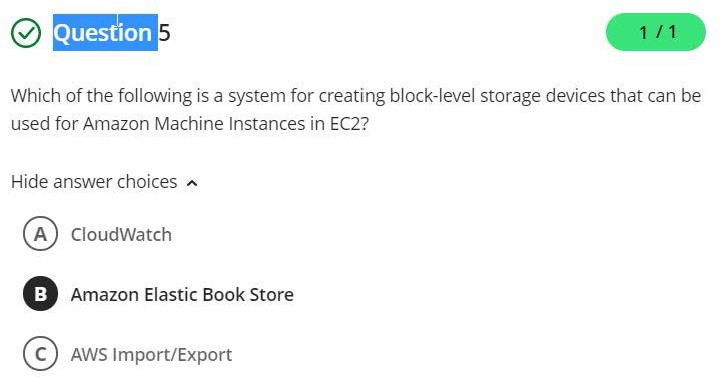 Question 5
1 / 1
Which of the following is a system for creating block-level storage devices that can be
used for Amazon Machine Instances in EC2?
Hide answer choices
A CloudWatch
B Amazon Elastic Book Store
C AWS Import/Export